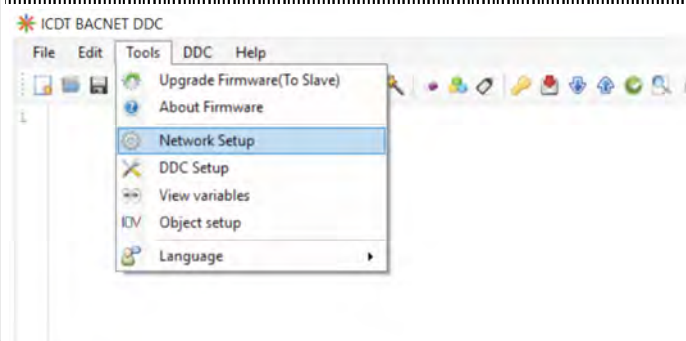 ICDT BACNET DDC
File Edit Tools DDC Help
Upgrade Firmware(To Slave)
About Firmware
1
Network Setup
DDC Setup
View variables
IOV Object setup
Language